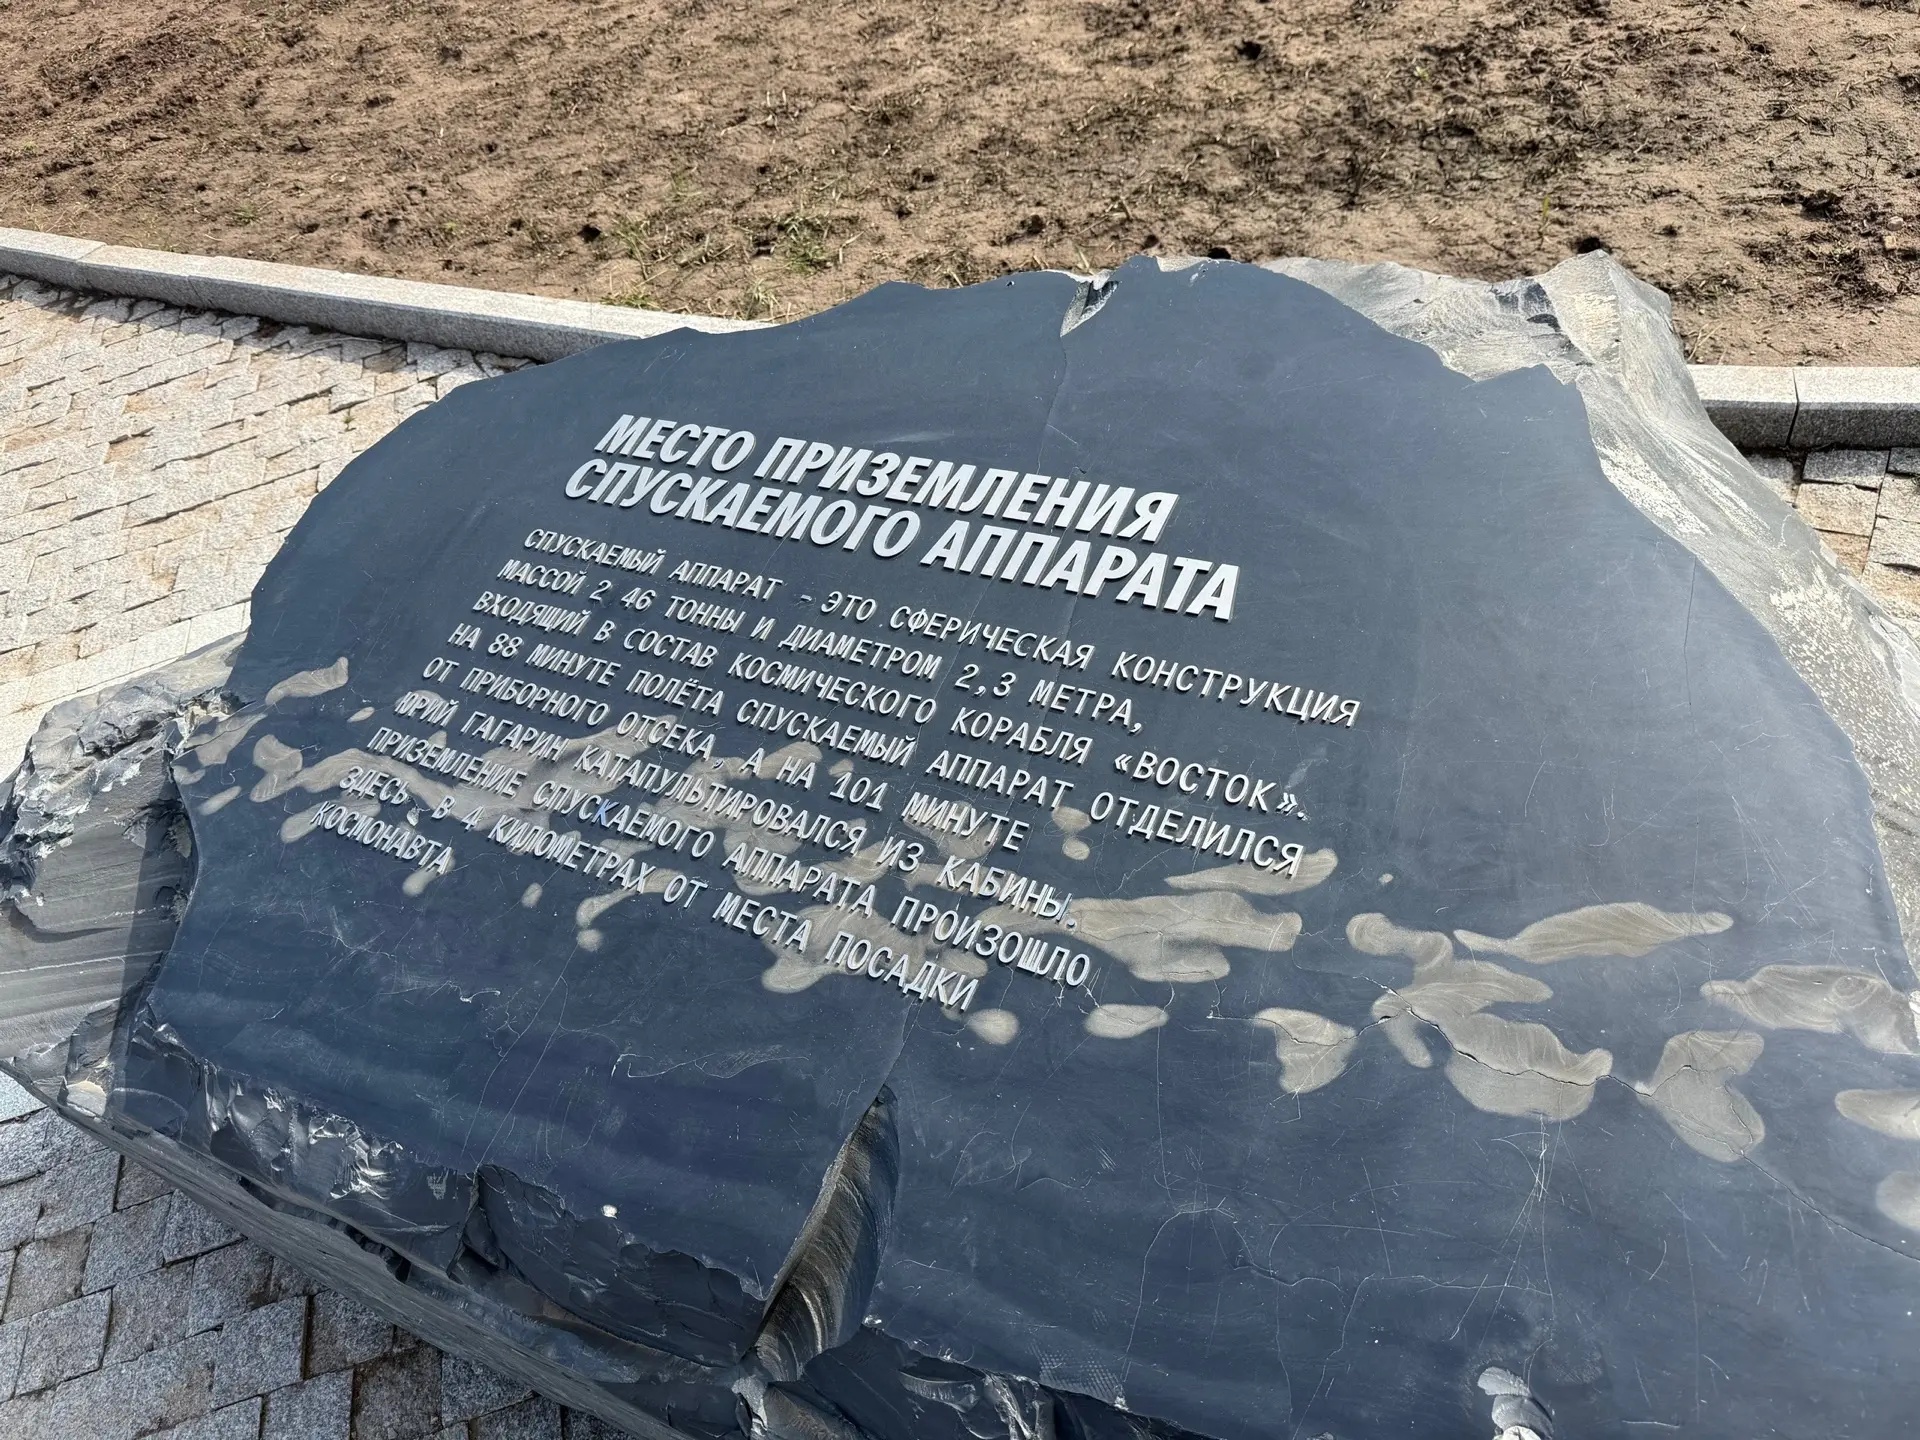 МЕСТО ПРИЗЕМЛЕНИЯ
СПУСКАЕМОГО АППАРАТА
СПУСКАЕМЫЙ АППАРАТ - ЭТО СФЕРИЧЕСКАЯ КОНСТРУКЦИЯ
МАССОЙ 2 46 ТОННЫ И ДИАМЕТРОМ 2,3 МЕТРА,
ВХОДЯЩИЙ В СОСТАВ КОСМИЧЕСКОГО КОРАБЛЯ «ВОСТОК».
НА 88 МИНУТЕ ПОЛЁТА СПУСКАЕМЫЙ АППАРАТ ОТДЕЛИЛСЯ
ОТ ПРИБОРНОГО ОТСЕКА, А НА 101 МИНУТЕ
ЮРИЙ ГАГАРИН КАТАПУЛЬТИРОВАЛСЯ ИЗ КАБИНЫ.
ПРИЗЕМЛЕНИЕ СПУСКАЕМОГО АППАРАТА ПРОИЗОШЛО
ЗДЕСЬ, В 4 КИЛОМЕТРАХ ОТ МЕСТА ПОСАДКИ
КОСМОНАВТА